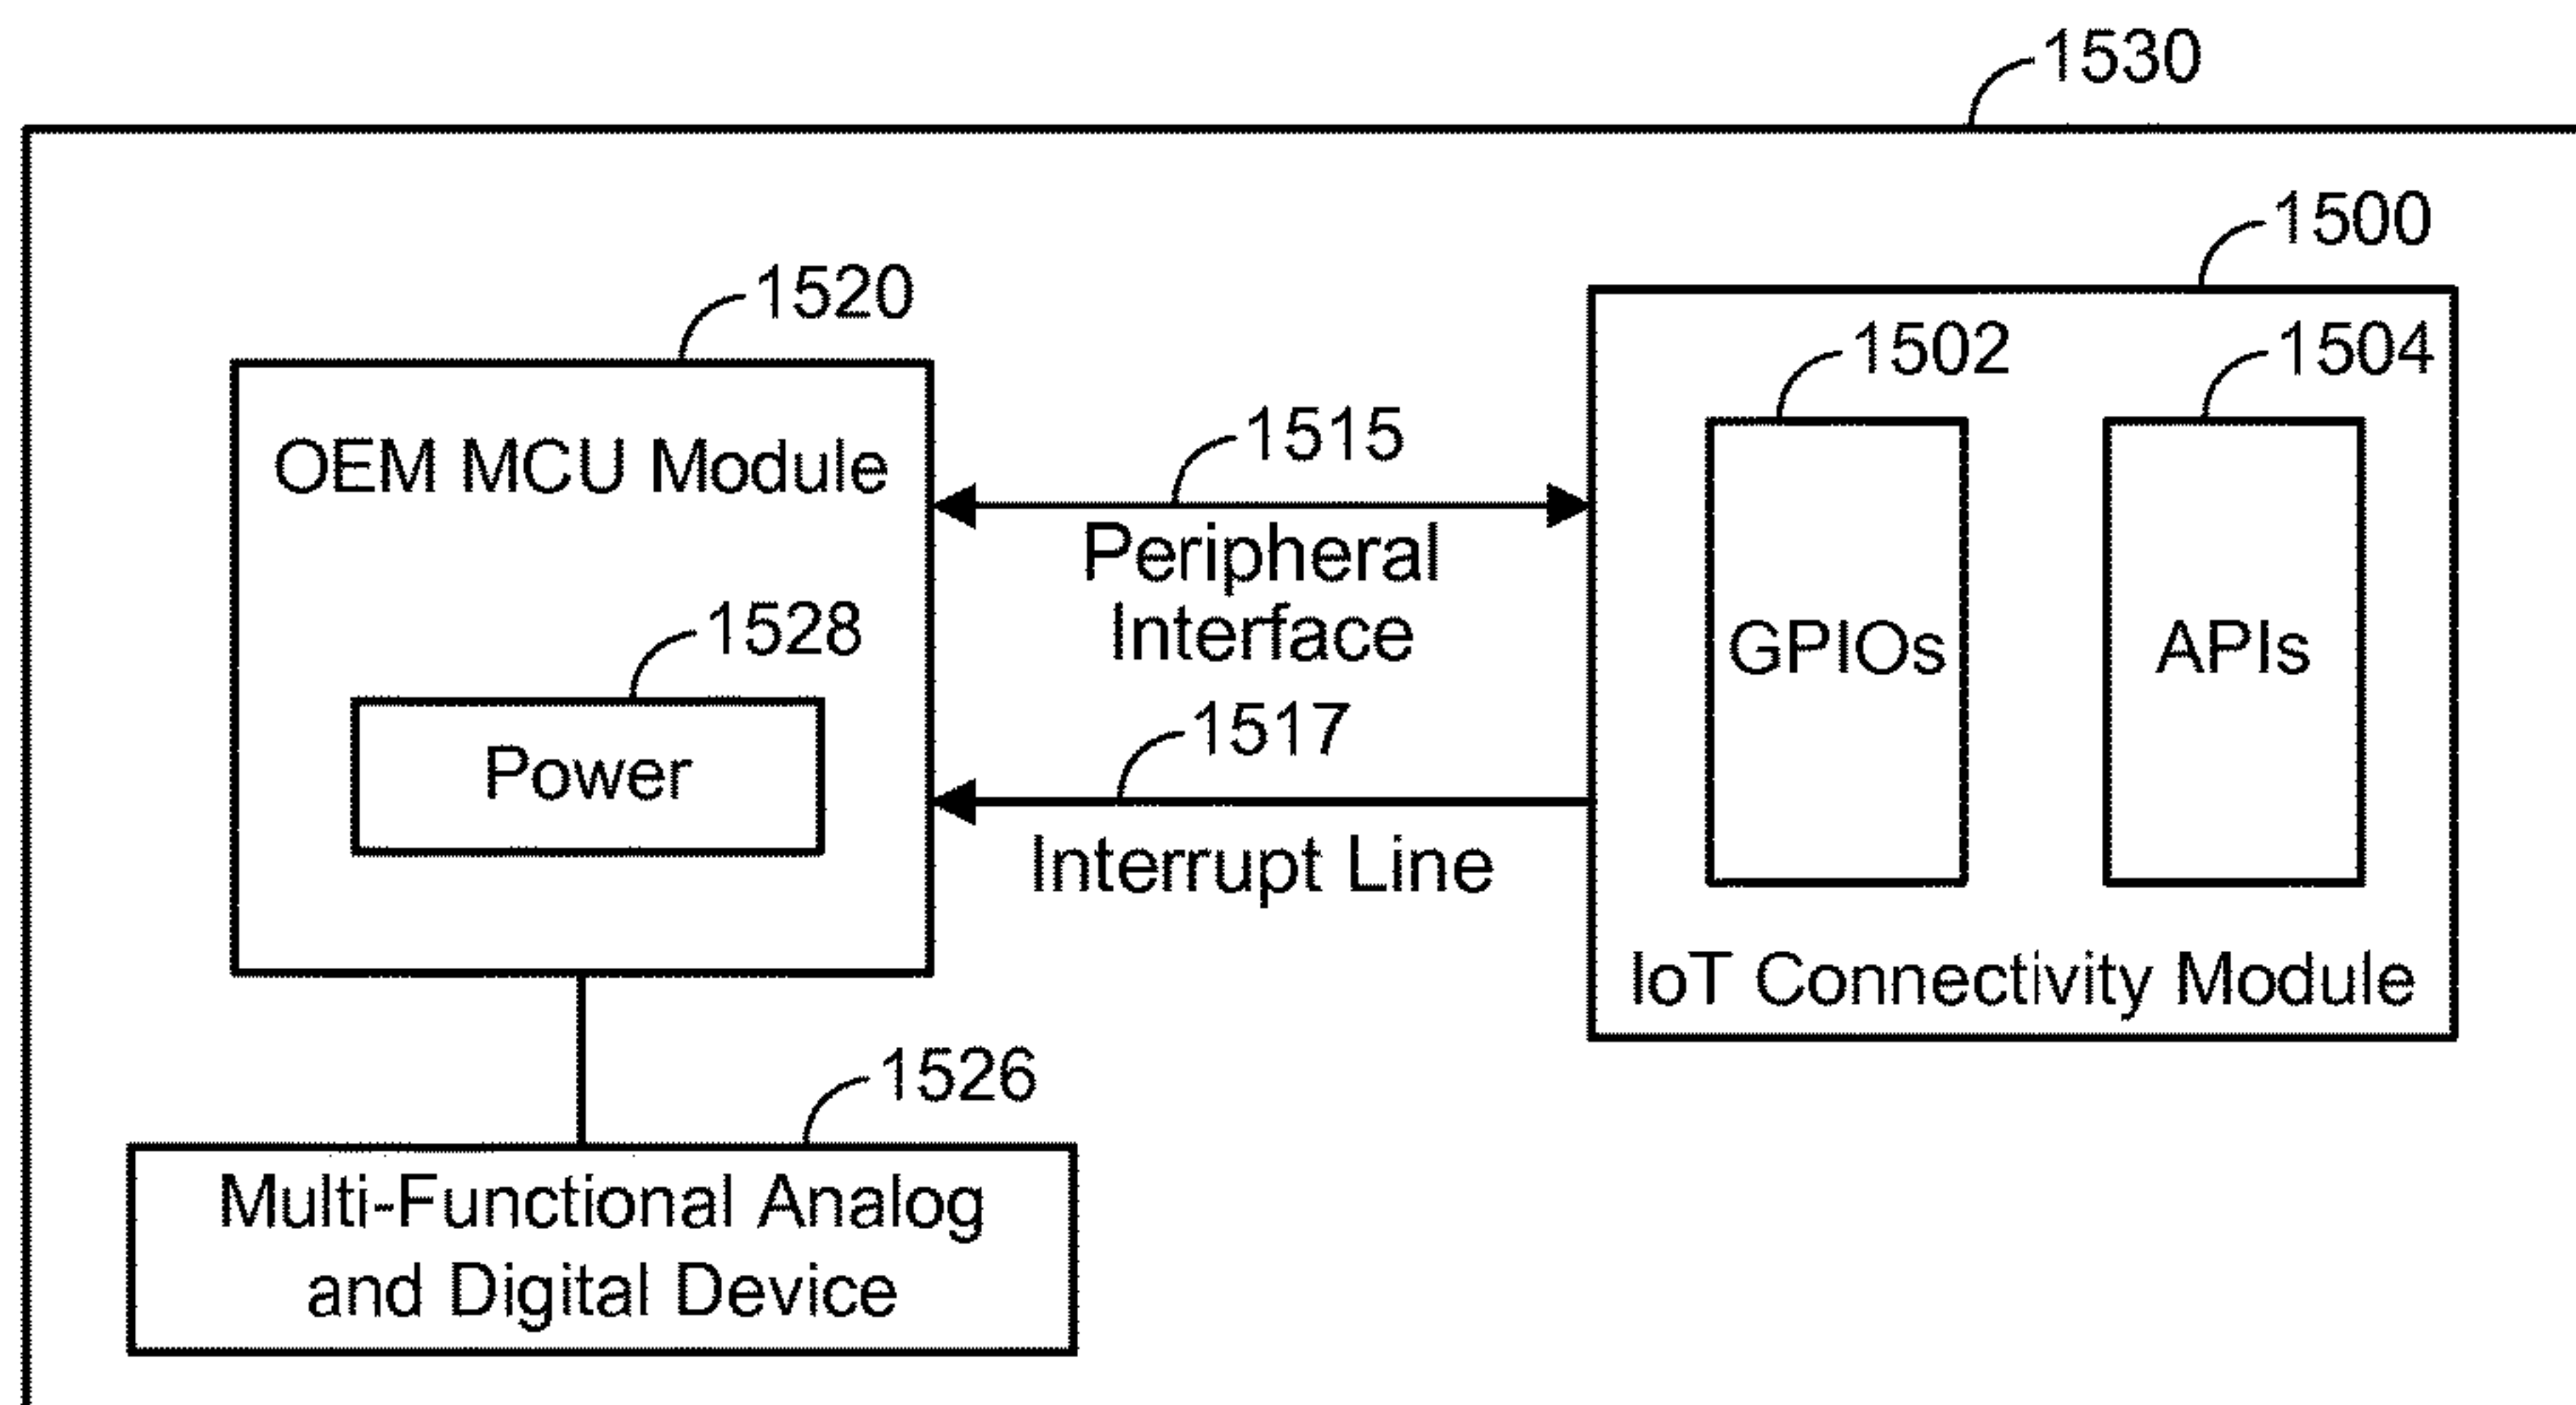 1530
1500
1520
1502
1504
OEM MCU Module
1515
Peripheral
Interface
1528
Power
GPIOs
APIs
1517
Interrupt Line
IoT Connectivity Module
1526
Multi-Functional Analog
and Digital Device